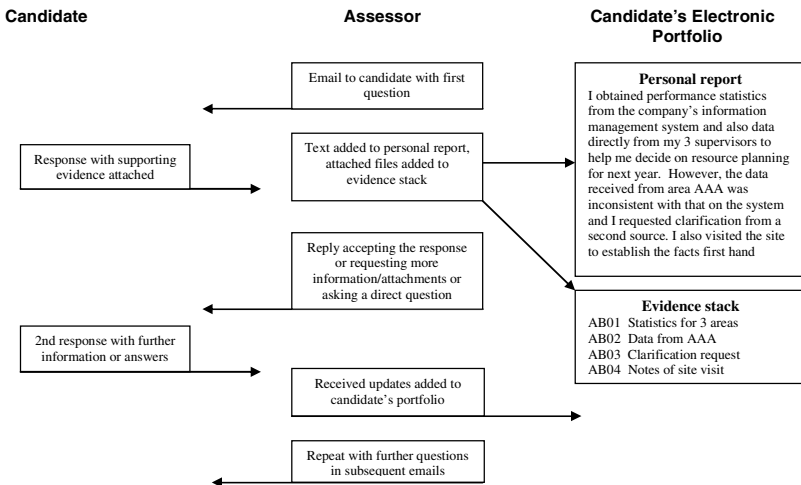 Candidate
Assessor
Candidate's Electronic
Portfolio
Email to candidate with first
question
Personal report
I obtained performance statistics
from the company's information
management system and also data
directly from my 3 supervisors to
help me decide on resource planning
for next year.  However, the data
received from area AAA was
inconsistent with that on the system
and I requested clarification from a
second source. I also visited the site
to establish the facts first hand
Response with supporting
evidence attached
Text added to personal report,
attached files added to
evidence stack
Reply accepting the response
or requesting more
information/attachments or
asking a direct question
Evidence stack
AB01  Statistics for 3 areas
AB02  Data from AAA
AB03  Clarification request
AB04  Notes of site visit
2nd response with further
information or answers
Received updates added to
candidate's portfolio
Repeat with further questions
in subsequent emails